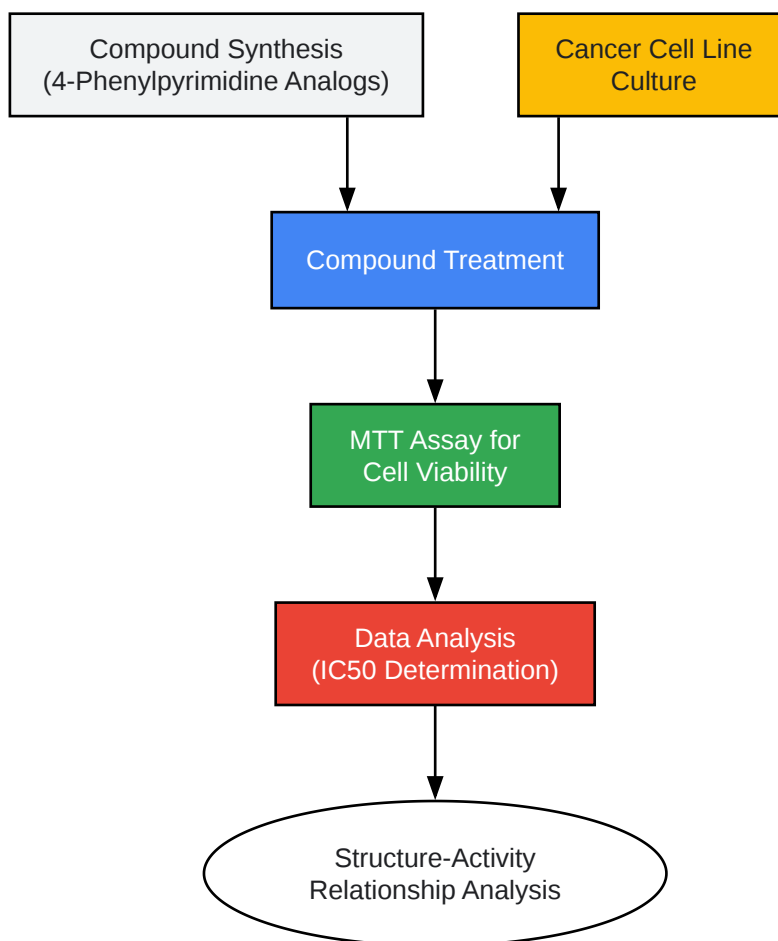 Compound Synthesis
(4-Phenylpyrimidine Analogs)
Cancer Cell Line
Culture
Compound Treatment
MTT Assay for
Cell Viability
Data Analysis
(IC50 Determination)
Structure-Activity
Relationship Analysis